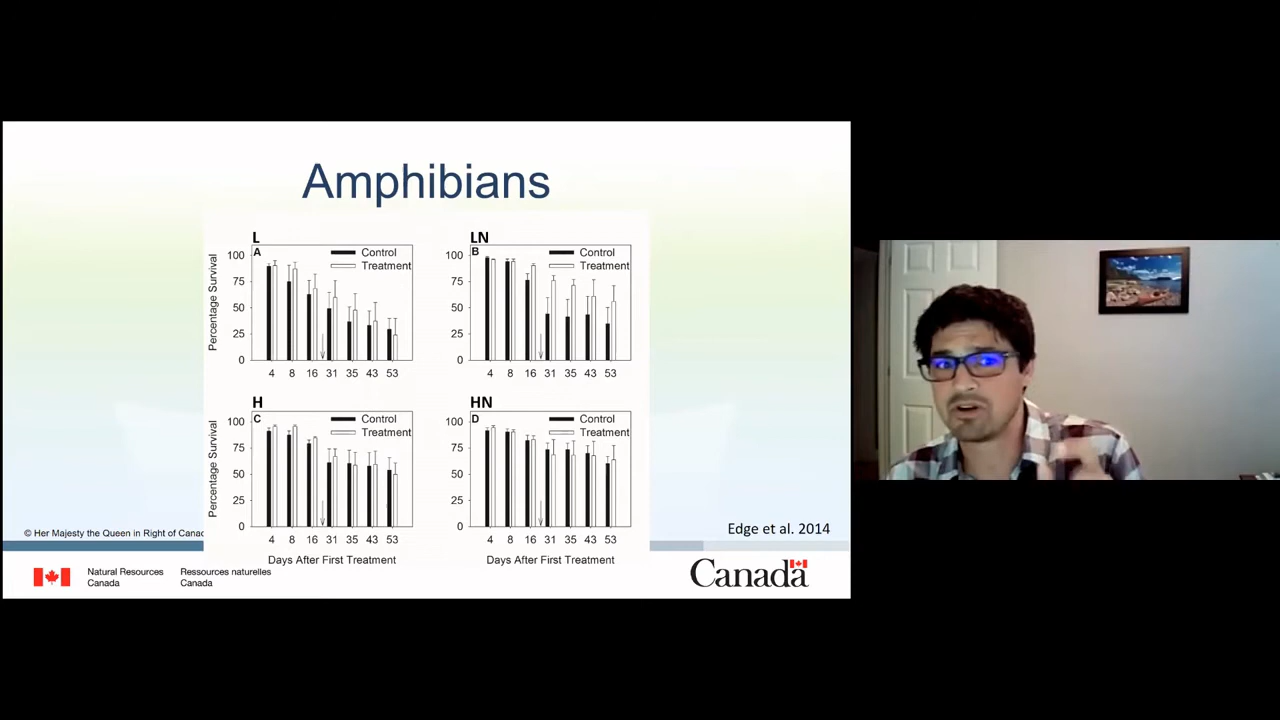 Amphibians
L
A
Control
Treatment
Percentage Survival
100
75
50
25
0
4 8 16 31 35 43 53
LN
B
Control
Treatment
100
75
50
25
0
4 8 16 31 35 43 53
H
C
Control
Treatment
Percentage Survival
100
75
50
25
0
4 8 16 31 35 43 53
Days After First Treatment
HN
D
Control
Treatment
100
75
50
25
0
4 8 16 31 35 43 53
Days After First Treatment
© Her Majesty the Queen in Right of Canad
Edge et al. 2014
Natural Resources
Canada
Ressources naturelles
Canada
Canada